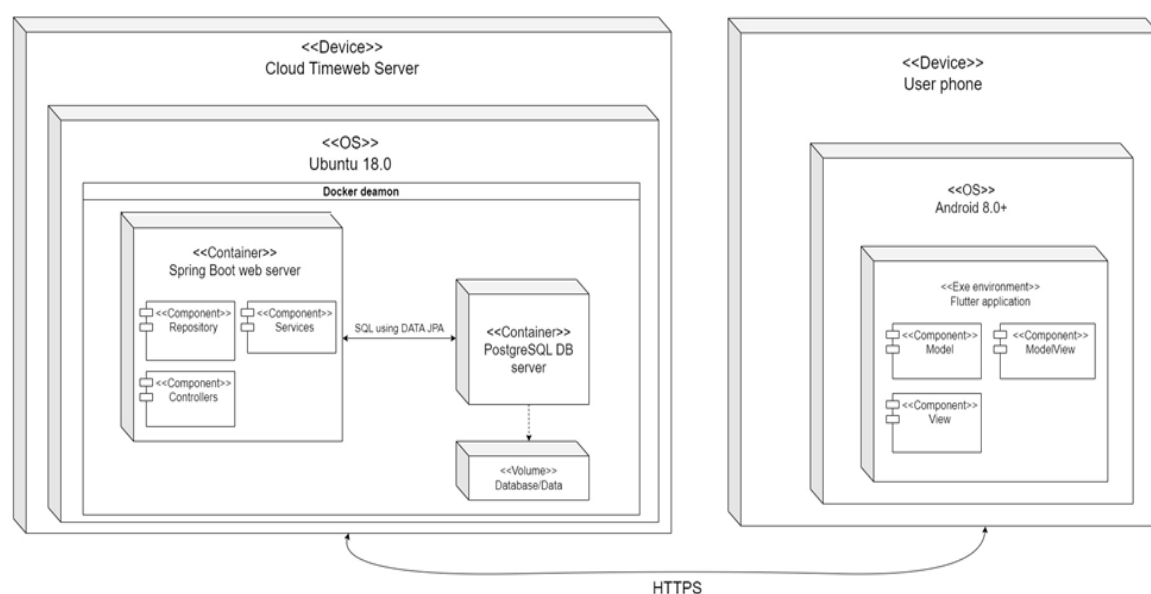 <<Device>>
Cloud Timeweb Server
<<OS>>
Ubuntu 18.0
Docker deamon
<<Container>>
Spring Boot web server
<<Component>>
Repository
<<Component>>
Services
<<Component>>
Controllers
SQL using DATA JPA
<<Container>>
PostgreSQL DB
server
<<Volume>>
Database/Data
<<Device>>
User phone
<<OS>>
Android 8.0+
<<Exe environment>>
Flutter application
<<Component>>
Model
<<Component>>
ModelView
<<Component>>
View
HTTPS